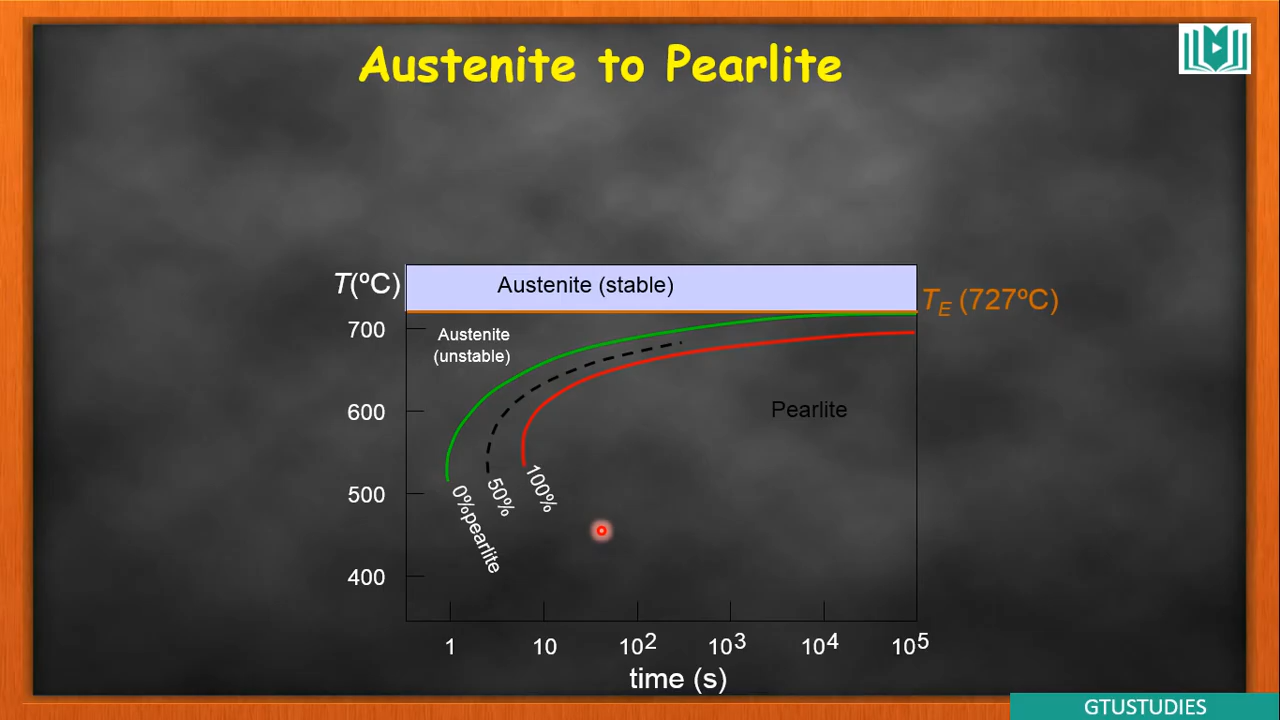 Austenite to Pearlite
T(ºC)
Austenite (stable)
TE (727ºC)
700
Austenite
(unstable)
600
Pearlite
500
0%pearlite
50%
100%
400
1
10
10²
10³
10⁴
10⁵
time (s)
GTUSTUDIES